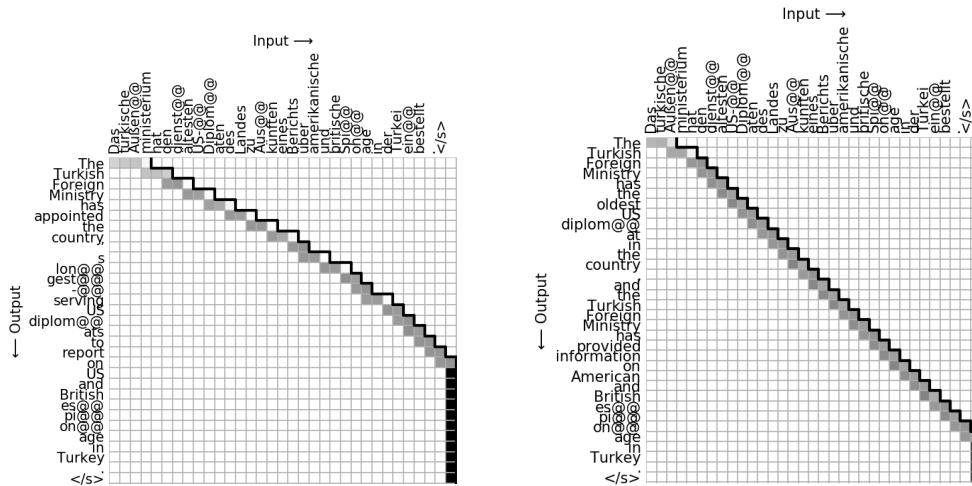 Input →
Das
türkische
Außen@@
ministerium
hat
den
dienst@@
ältesten
US-@@
Diplom@@
aten
des
Landes
zu
Aus@@
künften
eines
Berichts
über
amerikanische
und
britische
Spi@@
on@@
age
in
der
Türkei
ein@@
bestellt
.
</s>
← Output
The
Turkish
Foreign
Ministry
has
appointed
the
country
s
lon@@
gest@@
-@@
serving
US
diplom@@
ats
to
report
on
US
and
British
es@@
pi@@
on@@
age
in
Turkey
.
</s>
Input →
Das
türkische
Außen@@
ministerium
hat
den
dienst@@
ältesten
US-@@
Diplom@@
aten
des
Landes
zu
Aus@@
künften
eines
Berichts
über
amerikanische
und
britische
Spi@@
on@@
age
in
der
Türkei
ein@@
bestellt
.
</s>
← Output
The
Turkish
Foreign
Ministry
has
the
oldest
US
diplom@@
at
in
the
country
and
the
Turkish
Foreign
Ministry
has
provided
information
on
American
and
British
es@@
pi@@
on@@
age
in
Turkey
.
</s>